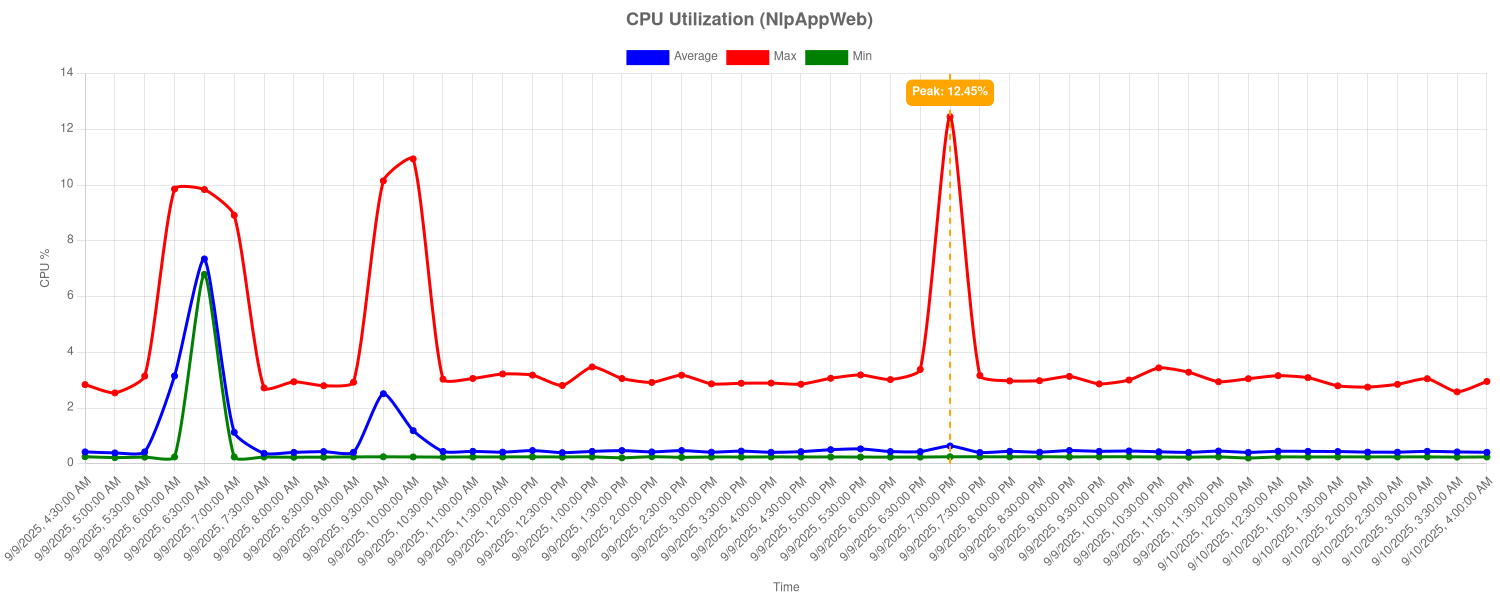 CPU Utilization (NlpAppWeb)
Average Max Min
Peak: 12.45%
14
12
10
8
6
4
2
0
CPU %
9/9/2025, 4:30:00 AM
9/9/2025, 5:00:00 AM
9/9/2025, 5:30:00 AM
9/9/2025, 6:00:00 AM
9/9/2025, 6:30:00 AM
9/9/2025, 7:00:00 AM
9/9/2025, 7:30:00 AM
9/9/2025, 8:00:00 AM
9/9/2025, 8:30:00 AM
9/9/2025, 9:00:00 AM
9/9/2025, 9:30:00 AM
9/9/2025, 10:00:00 AM
9/9/2025, 10:30:00 AM
9/9/2025, 11:00:00 AM
9/9/2025, 11:30:00 AM
9/9/2025, 12:00:00 PM
9/9/2025, 12:30:00 PM
9/9/2025, 1:00:00 PM
9/9/2025, 1:30:00 PM
9/9/2025, 2:00:00 PM
9/9/2025, 2:30:00 PM
9/9/2025, 3:00:00 PM
9/9/2025, 3:30:00 PM
9/9/2025, 4:00:00 PM
9/9/2025, 4:30:00 PM
9/9/2025, 5:00:00 PM
9/9/2025, 5:30:00 PM
9/9/2025, 6:00:00 PM
9/9/2025, 6:30:00 PM
9/9/2025, 7:00:00 PM
9/9/2025, 7:30:00 PM
9/9/2025, 8:00:00 PM
9/9/2025, 8:30:00 PM
9/9/2025, 9:00:00 PM
9/9/2025, 9:30:00 PM
9/9/2025, 10:00:00 PM
9/9/2025, 10:30:00 PM
9/9/2025, 11:00:00 PM
9/9/2025, 11:30:00 PM
9/10/2025, 12:00:00 AM
9/10/2025, 12:30:00 AM
9/10/2025, 1:00:00 AM
9/10/2025, 1:30:00 AM
9/10/2025, 2:00:00 AM
9/10/2025, 2:30:00 AM
9/10/2025, 3:00:00 AM
9/10/2025, 3:30:00 AM
9/10/2025, 4:00:00 AM
Time